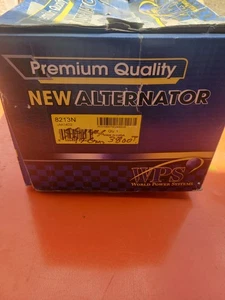 Premium Quality
NEW ALTERNATOR
8213N
WPS
WORLD POWER SYSTEMS